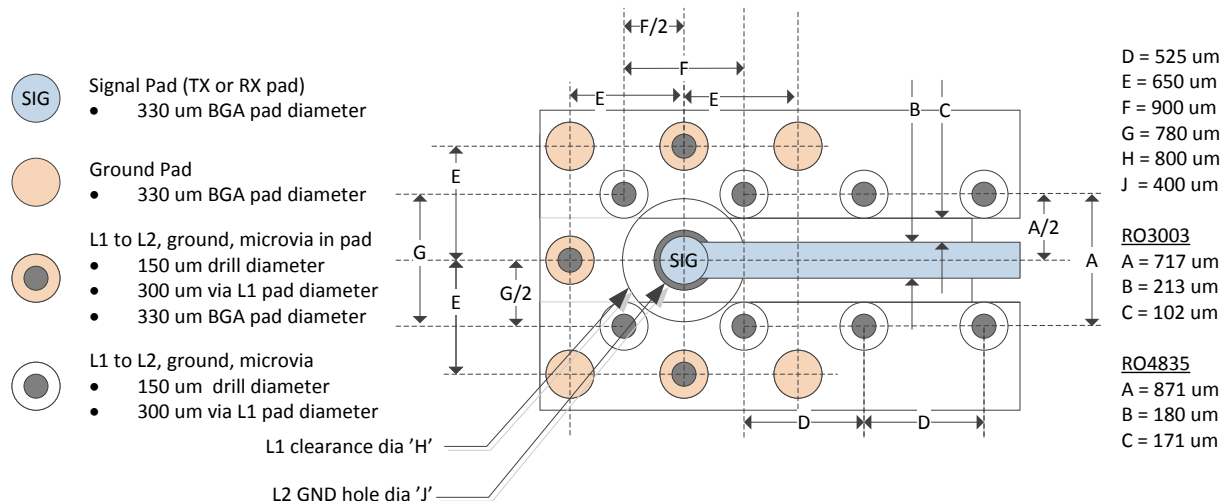 SIG
Signal Pad (TX or RX pad)
• 330 um BGA pad diameter
Ground Pad
• 330 um BGA pad diameter
L1 to L2, ground, microvia in pad
• 150 um drill diameter
• 300 um via L1 pad diameter
• 330 um BGA pad diameter
L1 to L2, ground, microvia
• 150 um drill diameter
• 300 um via L1 pad diameter
F/2
F
E
E
B
C
E
G
E
G/2
SIG
A/2
A
D
D
L1 clearance dia 'H'
L2 GND hole dia 'J'
D = 525 um
E = 650 um
F = 900 um
G = 780 um
H = 800 um
J = 400 um
RO3003
A = 717 um
B = 213 um
C = 102 um
RO4835
A = 871 um
B = 180 um
C = 171 um